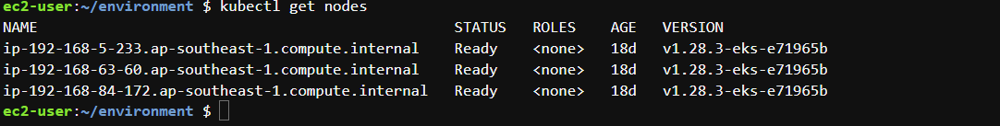 ec2-user:~/environment $ kubectl get nodes
NAME STATUS ROLES AGE VERSION
ip-192-168-5-233.ap-southeast-1.compute.internal Ready <none> 18d v1.28.3-eks-e71965b
ip-192-168-63-60.ap-southeast-1.compute.internal Ready <none> 18d v1.28.3-eks-e71965b
ip-192-168-84-172.ap-southeast-1.compute.internal Ready <none> 18d v1.28.3-eks-e71965b
ec2-user:~/environment $